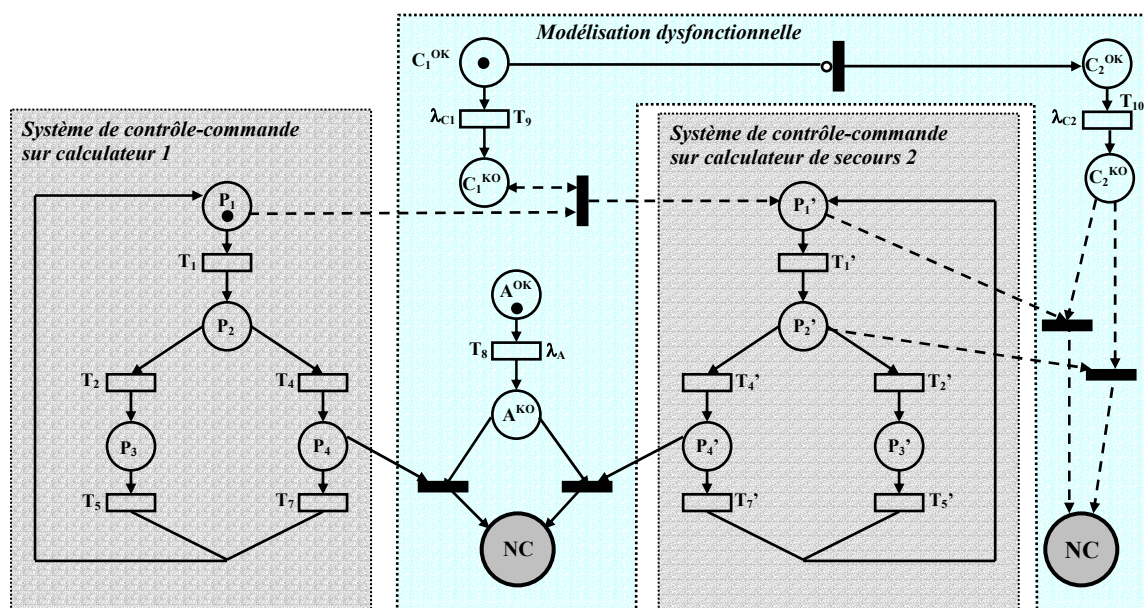 Modélisation dysfonctionnelle
C₁ᴼᴷ
C₂ᴼᴷ
λC1
T₉
λC2
T₁₀
Système de contrôle-commande
sur calculateur 1
Système de contrôle-commande
sur calculateur de secours 2
C₁ᴷᴼ
C₂ᴷᴼ
P₁
P₁’
T₁
T₁’
Aᴼᴷ
P₂
P₂’
T₈
λA
T₂
T₄
T₄’
T₂’
Aᴷᴼ
P₃
P₄
P₄’
P₃’
T₅
T₇
T₇’
T₅’
NC
NC